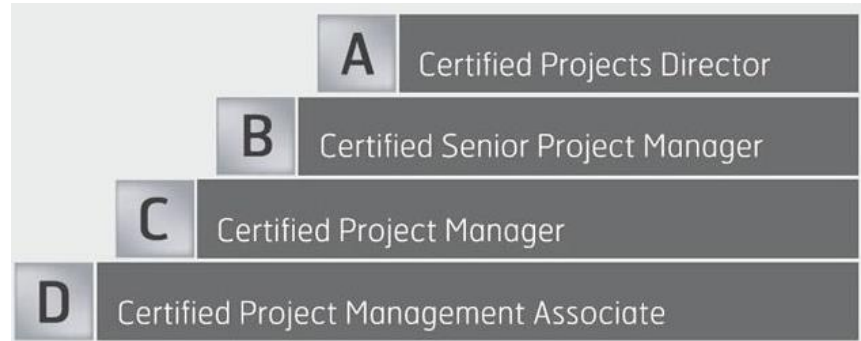 A Certified Projects Director
B Certified Senior Project Manager
C Certified Project Manager
D Certified Project Management Associate